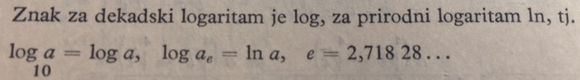 Znak za dekadski logaritam je log, za prirodni logaritam ln, tj.
log a = log a, log aₑ = ln a, e = 2,718 28...
10